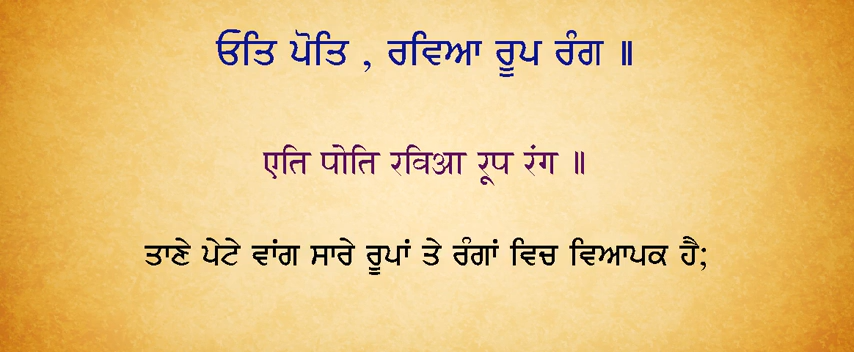 ਓਤਿ ਪੋਤਿ , ਰਵਿਆ ਰੂਪ ਰੰਗ ॥
एति धोति रविआ रूध रंग ॥
ਤਾਣੇ ਪੇਟੇ ਵਾਂਗ ਸਾਰੇ ਰੂਪਾਂ ਤੇ ਰੰਗਾਂ ਵਿਚ ਵਿਆਪਕ ਹੈ;